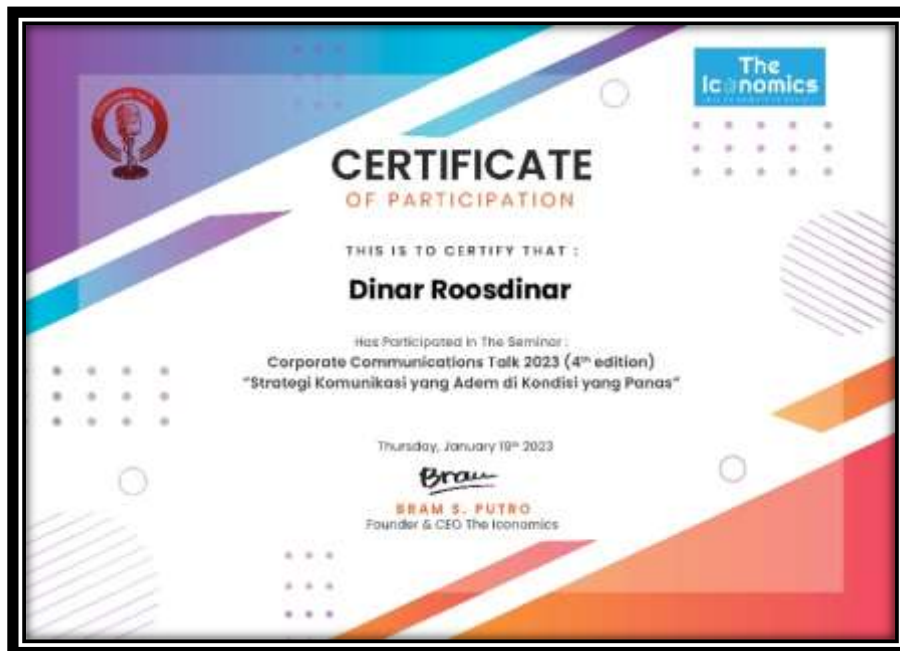 The
Iconomics
CERTIFICATE
OF PARTICIPATION
THIS IS TO CERTIFY THAT :
Dinar Roosdinar
Has Participated In The Seminar :
Corporate Communications Talk 2023 (4th edition)
"Strategi Komunikasi yang Adem di Kondisi yang Panas"
Thursday, January 19th 2023
Bram
BRAM S. PUTRO
Founder & CEO The Iconomics